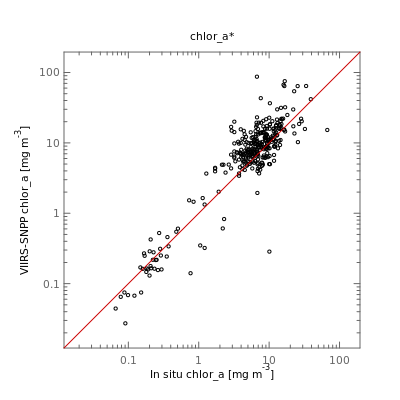 chlor_a*
100
10
1
0.1
VIIRS-SNPP chlor_a [mg m-3]
0.1 1 10 100
In situ chlor_a [mg m-3]